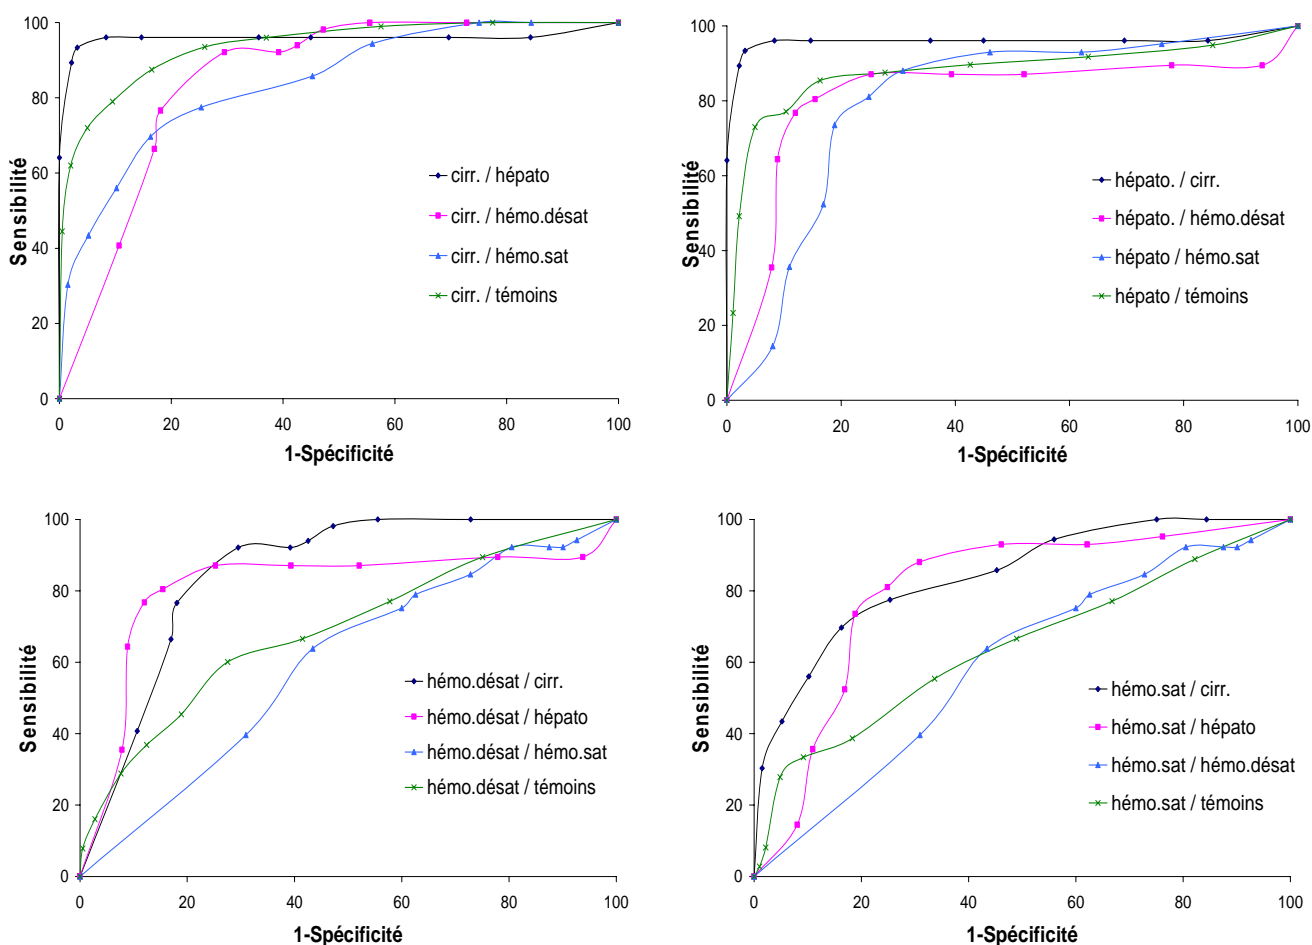 100
80
60
40
20
0
Sensibilité
0 20 40 60 80 100
1-Spécificité
cirr. / hépato
cirr. / hémo.désat
cirr. / hémo.sat
cirr. / témoins
100
80
60
40
20
0
Sensibilité
0 20 40 60 80 100
1-Spécificité
hépato. / cirr.
hépato. / hémo.désat
hépato / hémo.sat
hépato / témoins
100
80
60
40
20
0
Sensibilité
0 20 40 60 80 100
1-Spécificité
hémo.désat / cirr.
hémo.désat / hépato
hémo.désat / hémo.sat
hémo.désat / témoins
100
80
60
40
20
0
Sensibilité
0 20 40 60 80 100
1-Spécificité
hémo.sat / cirr.
hémo.sat / hépato
hémo.sat / hémo.désat
hémo.sat / témoins